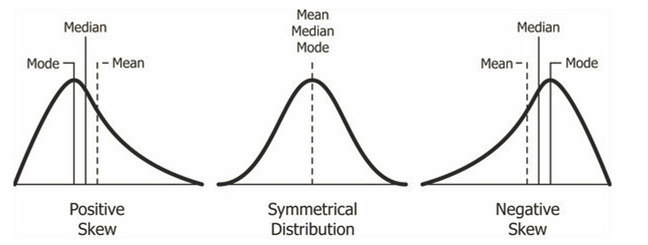 Median
Mode
Mean
Positive
Skew
Mean
Median
Mode
Symmetrical
Distribution
Median
Mean
Mode
Negative
Skew